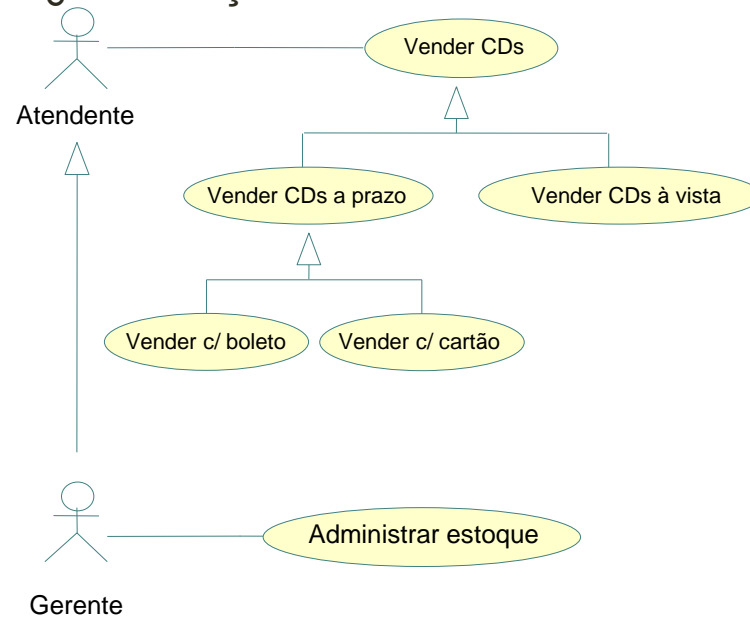 Vender CDs
Atendente
Vender CDs a prazo
Vender CDs à vista
Vender c/ boleto
Vender c/ cartão
Administrar estoque
Gerente